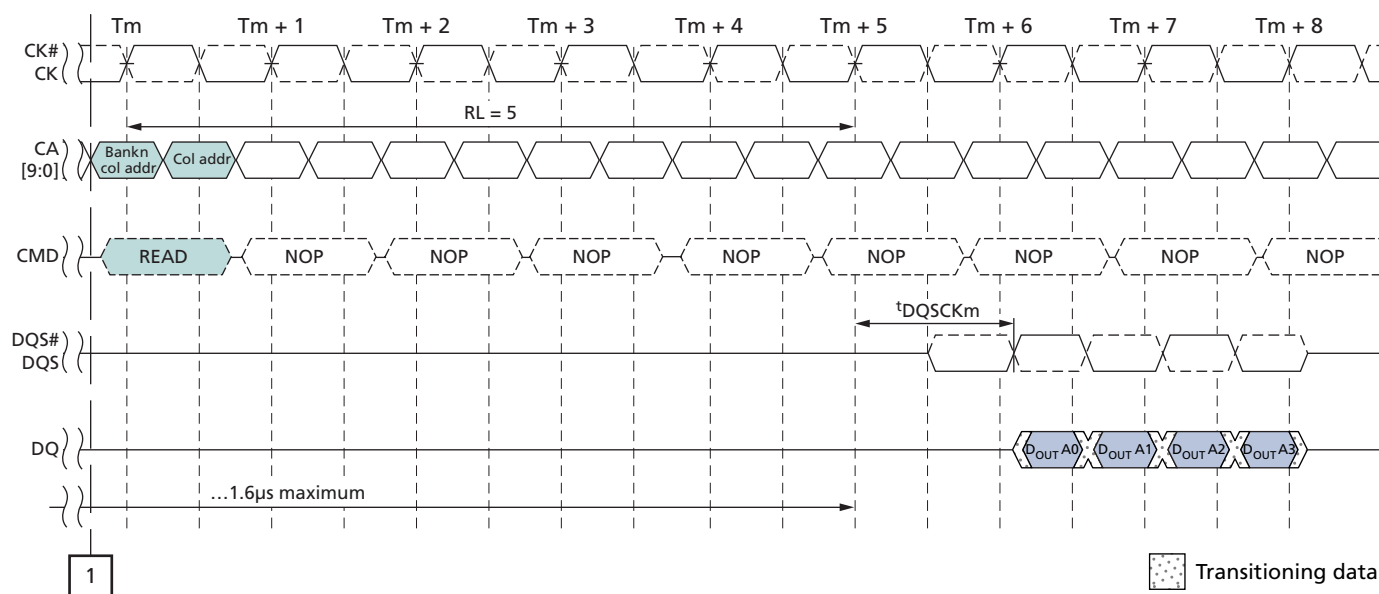 Tm Tm + 1 Tm + 2 Tm + 3 Tm + 4 Tm + 5 Tm + 6 Tm + 7 Tm + 8
CK#
CK
RL = 5
CA
[9:0]
Bankn
col addr
Col addr
CMD READ NOP NOP NOP NOP NOP NOP NOP NOP
tDQSCKm
DQS#
DQS
DQ DOUT A0 DOUT A1 DOUT A2 DOUT A3
…1.6µs maximum
1
Transitioning data